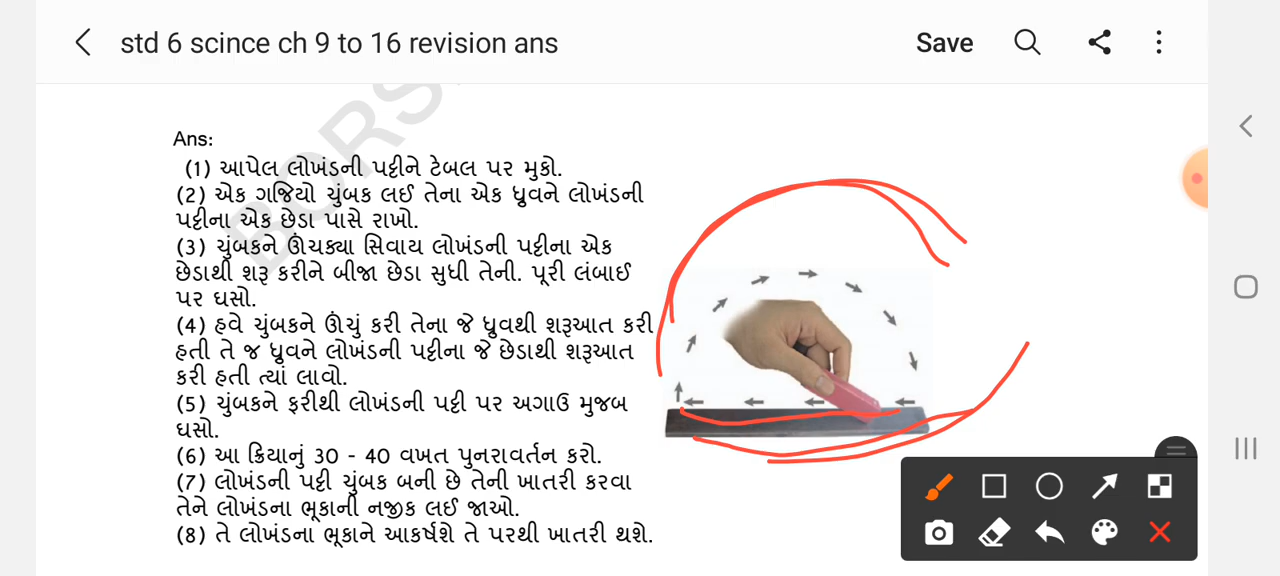 std 6 scince ch 9 to 16 revision ans
Save
BORS
Ans:
(1) આપેલ લોખંડની પટ્ટીને ટેબલ પર મુકો.
(2) એક ગજિયો ચુંબક લઈ તેના એક ધ્રુવને લોખંડની
પટ્ટીના એક છેડા પાસે રાખો.
(3) ચુંબકને ઊંચક્યા સિવાય લોખંડની પટ્ટીના એક
છેડાથી શરૂ કરીને બીજા છેડા સુધી તેની. પૂરી લંબાઈ
પર ઘસો.
(4) હવે ચુંબકને ઊંચું કરી તેના જે ધ્રુવથી શરૂઆત કરી
હતી તે જ ધ્રુવને લોખંડની પટ્ટીના જે છેડાથી શરૂઆત
કરી હતી ત્યાં લાવો.
(5) ચુંબકને ફરીથી લોખંડની પટ્ટી પર અગાઉ મુજબ
ઘસો.
(6) આ ક્રિયાનું 30 - 40 વખત પુનરાવર્તન કરો.
(7) લોખંડની પટ્ટી ચુંબક બની છે તેની ખાતરી કરવા
તેને લોખંડના ભૂકાની નજીક લઈ જાઓ.
(8) તે લોખંડના ભૂકાને આકર્ષશે તે પરથી ખાતરી થશે.